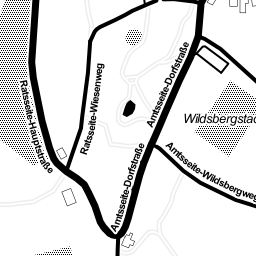 Ratsseite-Hauptstraße
Ratsseite-Wiesenweg
Amtsseite-Dorfstraße
Amtsseite-Dorfstraße
Wildsbergstad
Amtsseite-Wildsbergweg